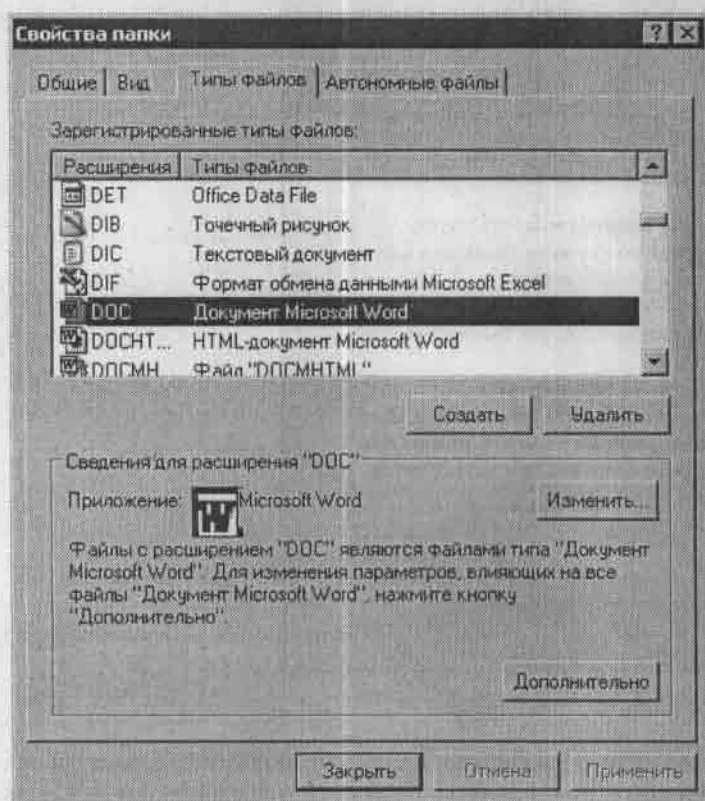 Свойства папки
Общие Вид Типы файлов Автономные файлы
Зарегистрированные типы файлов:
Расширения Типы файлов
DET Office Data File
DIB Точечный рисунок
DIC Текстовый документ
DIF Формат обмена данными Microsoft Excel
DOC Документ Microsoft Word
DOCHT... HTML-документ Microsoft Word
DOCMH Файл "DOCMHTML"
Создать Удалить
Сведения для расширения "DOC"
Приложение: Microsoft Word Изменить...
Файлы с расширением "DOC" являются файлами типа "Документ
Microsoft Word". Для изменения параметров, влияющих на все
файлы "Документ Microsoft Word", нажмите кнопку
"Дополнительно".
Дополнительно
Закрыть Отмена Применить